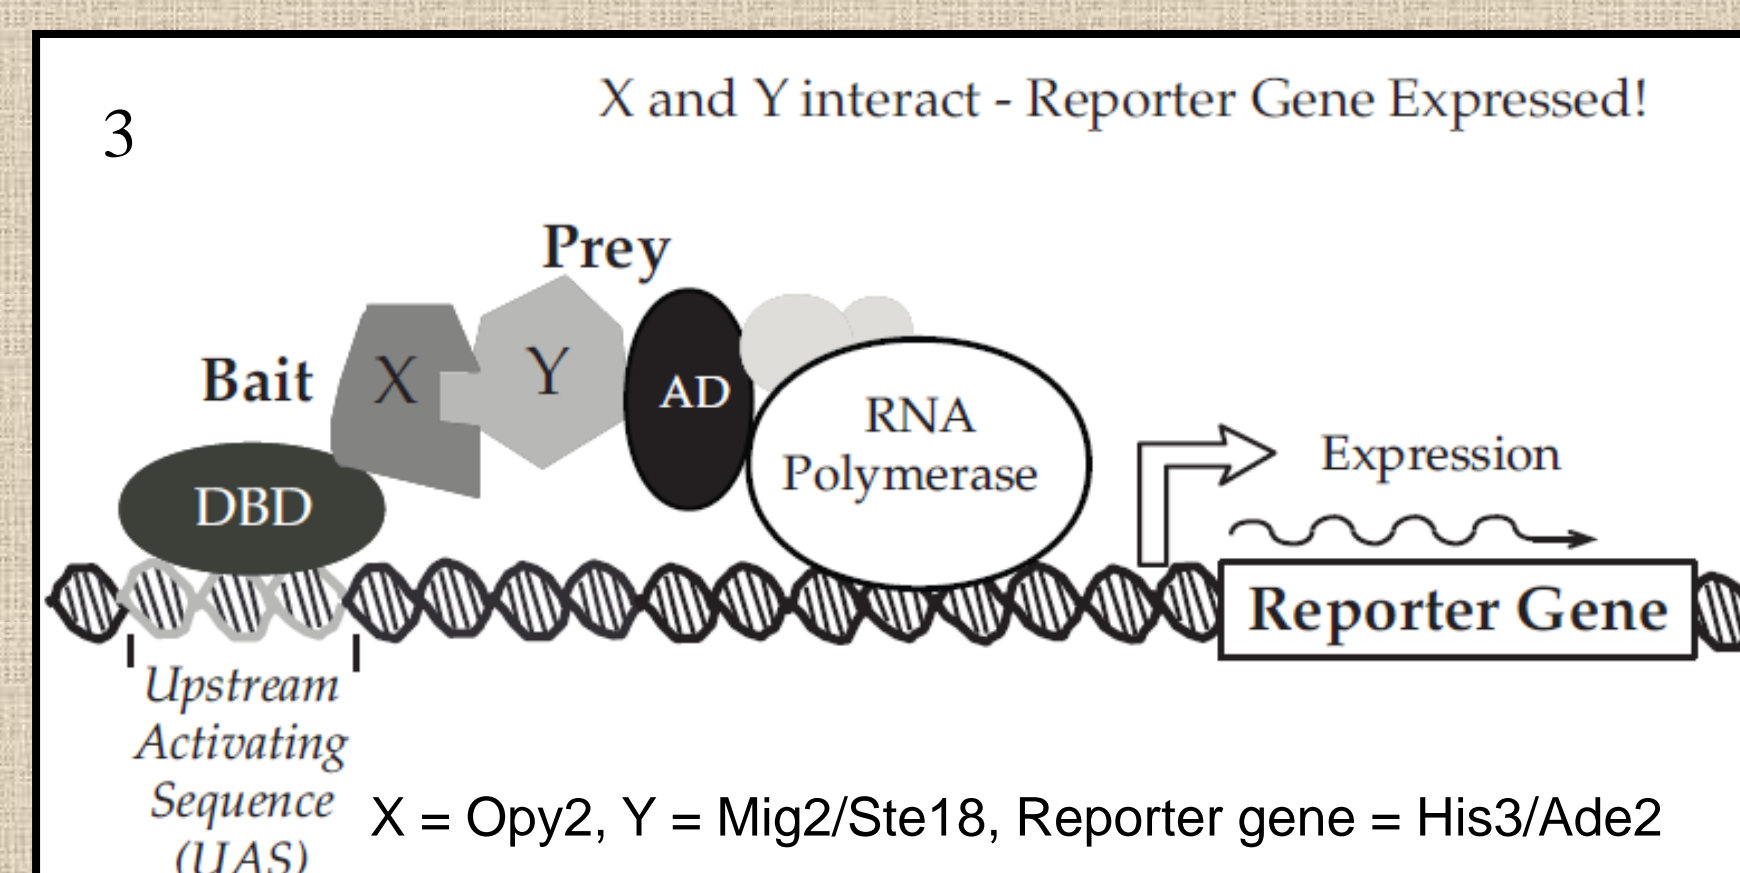 3
X and Y interact - Reporter Gene Expressed!
Prey
Bait
X
Y
AD
DBD
RNA
Polymerase
Expression
Reporter Gene
Upstream
Activating
Sequence
(UAS)
X = Opy2, Y = Mig2/Ste18, Reporter gene = His3/Ade2